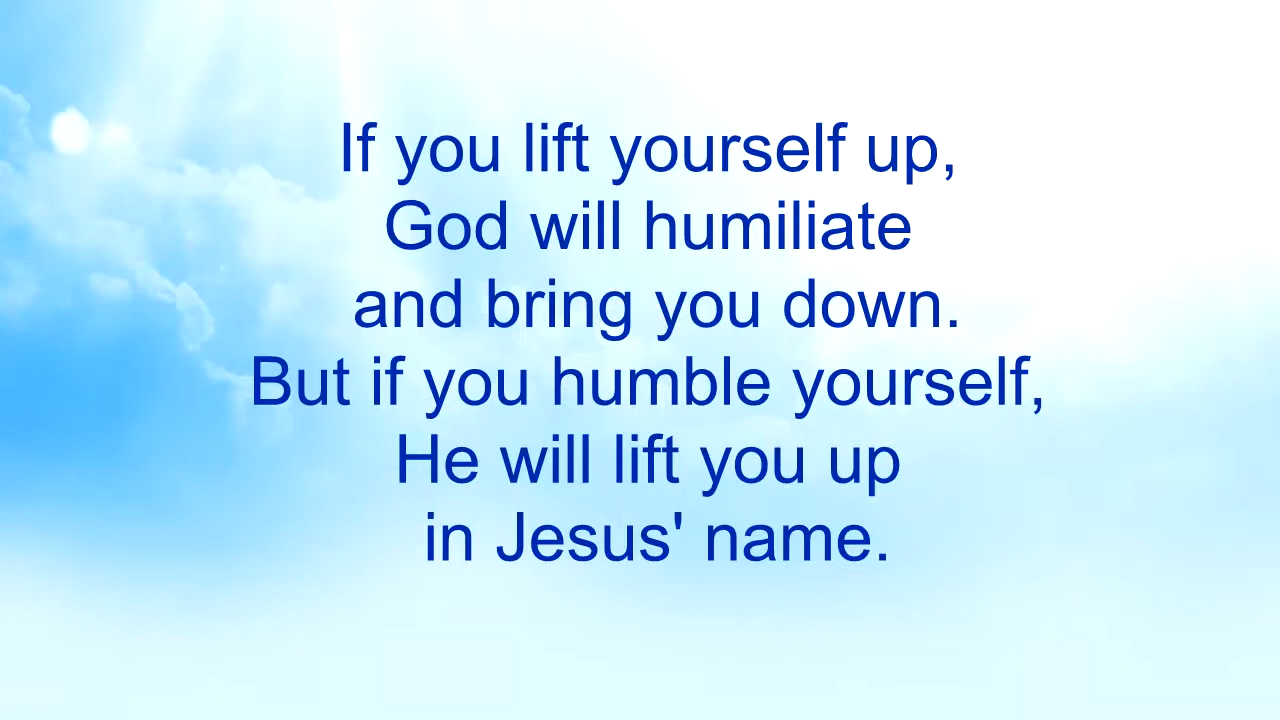 If you lift yourself up,
God will humiliate
and bring you down.
But if you humble yourself,
He will lift you up
in Jesus' name.